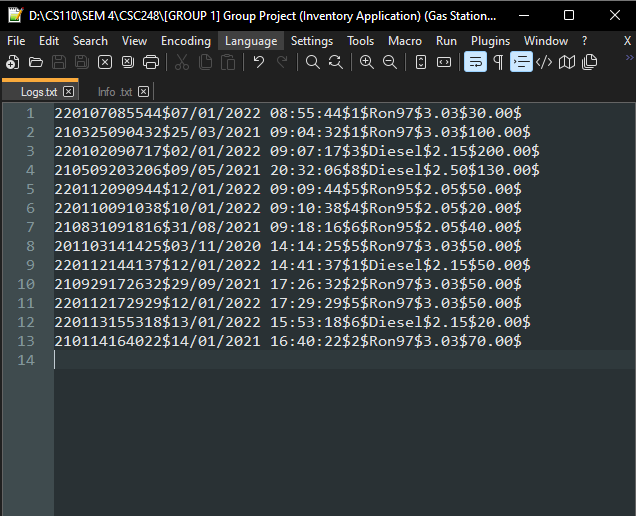 D:\CS110\SEM 4\CSC248\[GROUP 1] Group Project (Inventory Application) (Gas Station...
File Edit Search View Encoding Language Settings Tools Macro Run Plugins Window ? X
Logs.txt Info .txt
1 220107085544$07/01/2022 08:55:44$1$Ron97$3.03$30.00$
2 210325090432$25/03/2021 09:04:32$1$Ron97$3.03$100.00$
3 220102090717$02/01/2022 09:07:17$3$Diesel$2.15$200.00$
4 210509203206$09/05/2021 20:32:06$8$Diesel$2.50$130.00$
5 220112090944$12/01/2022 09:09:44$5$Ron95$2.05$50.00$
6 220110091038$10/01/2022 09:10:38$4$Ron95$2.05$20.00$
7 210831091816$31/08/2021 09:18:16$6$Ron95$2.05$40.00$
8 201103141425$03/11/2020 14:14:25$5$Ron97$3.03$50.00$
9 220112144137$12/01/2022 14:41:37$1$Diesel$2.15$50.00$
10 210929172632$29/09/2021 17:26:32$2$Ron97$3.03$50.00$
11 220112172929$12/01/2022 17:29:29$5$Ron97$3.03$50.00$
12 220113155318$13/01/2022 15:53:18$6$Diesel$2.15$20.00$
13 210114164022$14/01/2021 16:40:22$2$Ron97$3.03$70.00$
14